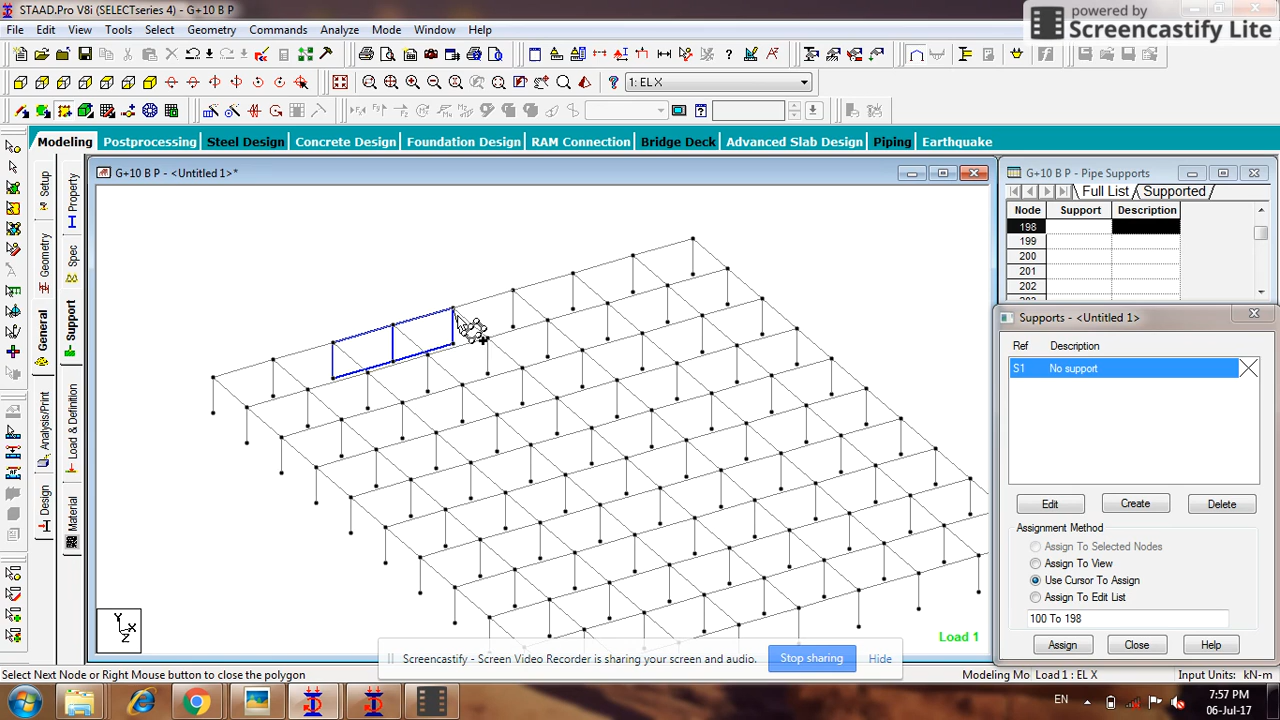 STAAD.Pro V8i (SELECTseries 4) - G+10 B P
powered by
Screencastify Lite
File Edit View Tools Select Geometry Commands Analyze Mode Window Help
1: EL X
Modeling Postprocessing Steel Design Concrete Design Foundation Design RAM Connection Bridge Deck Advanced Slab Design Piping Earthquake
Setup
Geometry
General
Analysis/Print
Design
Property
Spec
Support
Load & Definition
Material
G+10 B P - <Untitled 1>*
Y
X
Z
Load 1
G+10 B P - Pipe Supports
Full List Supported
Node Support Description
198
199
200
201
202
Supports - <Untitled 1>
Ref Description
S1 No support
Edit Create Delete
Assignment Method
Assign To Selected Nodes
Assign To View
Use Cursor To Assign
Assign To Edit List
100 To 198
Assign Close Help
Screencastify - Screen Video Recorder is sharing your screen and audio. Stop sharing Hide
Select Next Node or Right Mouse button to close the polygon
Modeling Mo Load 1 : EL X Input Units: kN-m
EN
7:57 PM
06-Jul-17